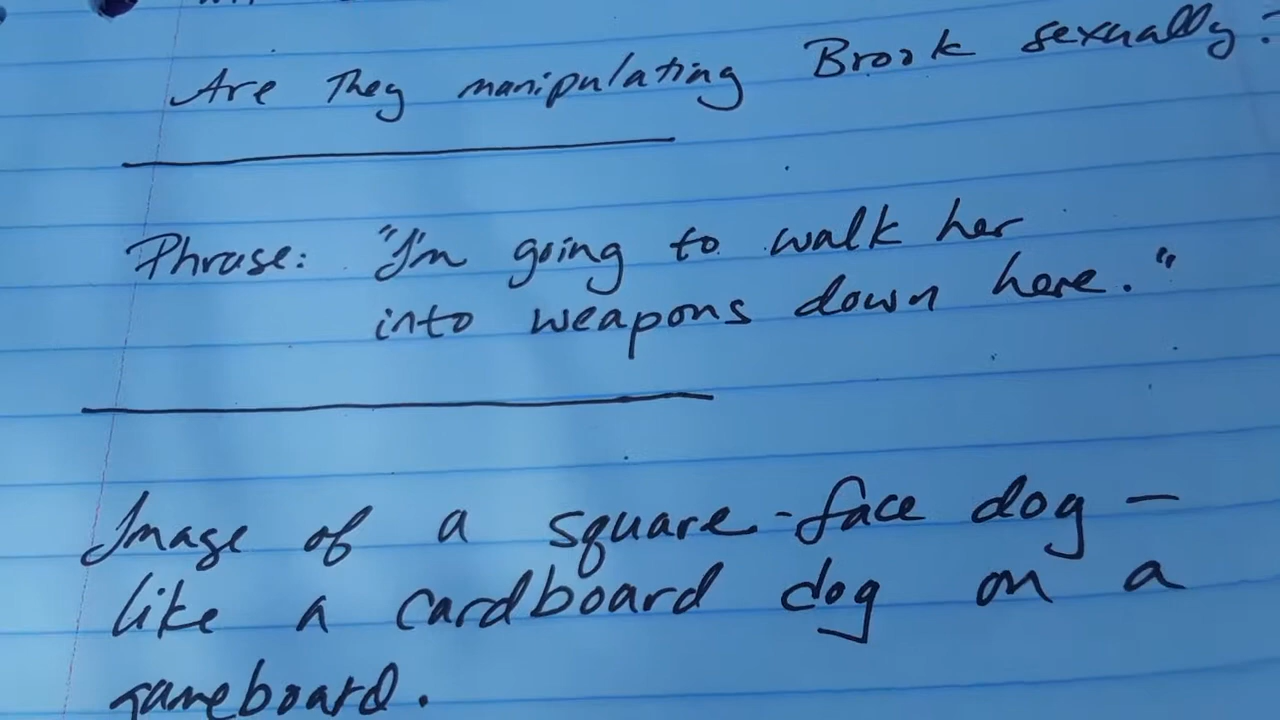 Are They manipulating Brook sexually?
Phrase: "I'm going to walk her
into weapons down here."
Image of a square-face dog –
like a cardboard dog on a
gameboard.